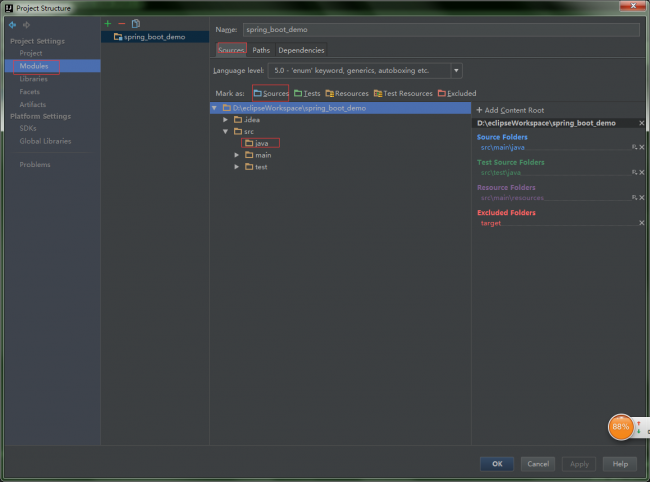 Project Structure
Project Settings
Project
Modules
Libraries
Facets
Artifacts
Platform Settings
SDKs
Global Libraries
Problems
spring_boot_demo
Name: spring_boot_demo
Sources Paths Dependencies
Language level: 5.0 - 'enum' keyword, generics, autoboxing etc.
Mark as: Sources Tests Resources Test Resources Excluded
D:\eclipseWorkspace\spring_boot_demo
.idea
src
java
main
test
+ Add Content Root
D:\eclipseWorkspace\spring_boot_demo
Source Folders
src\main\java
Test Source Folders
src\test\java
Resource Folders
src\main\resources
Excluded Folders
target
88%
OK Cancel Apply Help